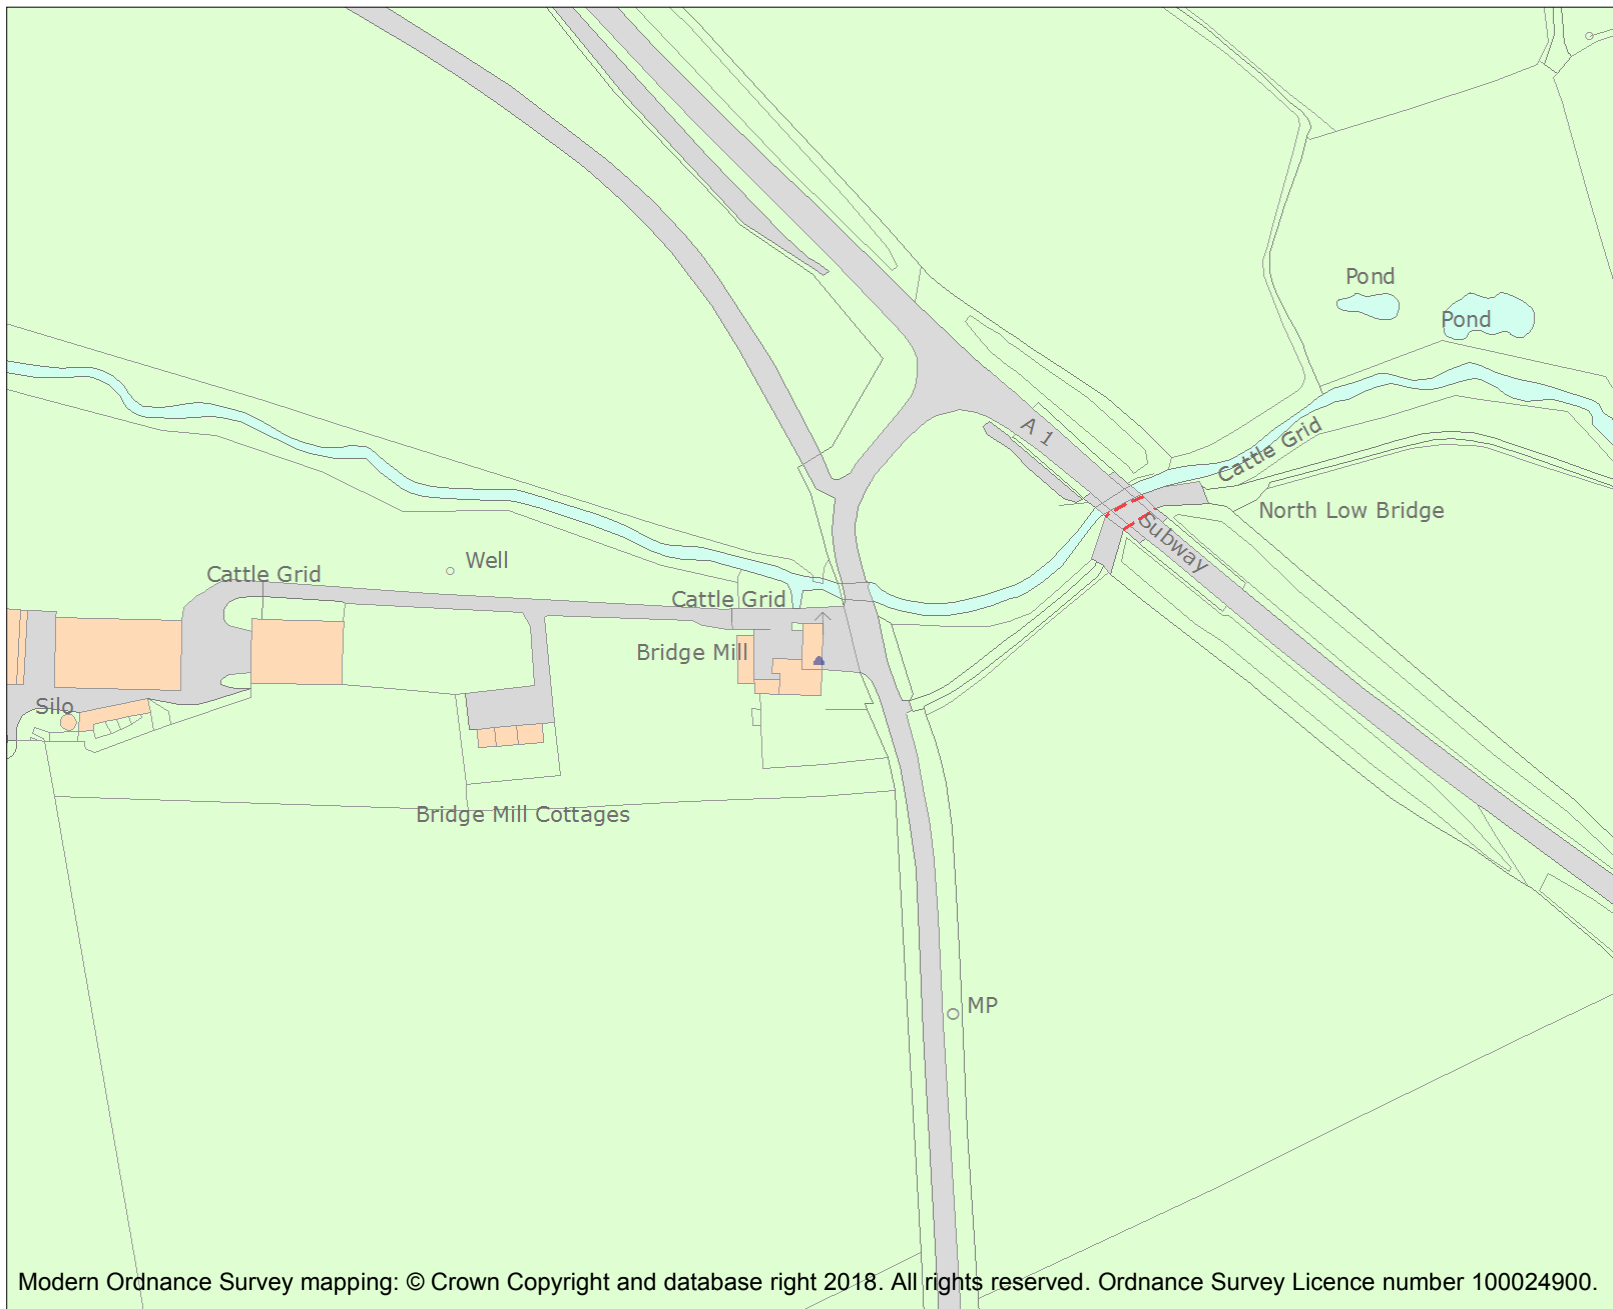 Pond
Pond
A 1
Cattle Grid
North Low Bridge
Subway
Well
Cattle Grid
Cattle Grid
Bridge Mill
Silo
Bridge Mill Cottages
MP
Modern Ordnance Survey mapping: © Crown Copyright and database right 2018. All rights reserved. Ordnance Survey Licence number 100024900.